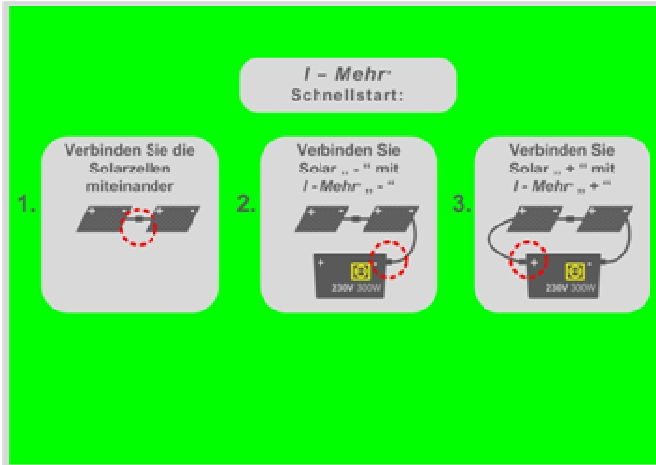 I – Mehr
Schnellstart:
1.
Verbinden Sie die
Solarzellen
miteinander
+ - + -
2.
Verbinden Sie
Solar „ - “ mit
I - Mehr „ - “
+ -
+ -
230V 300W
3.
Verbinden Sie
Solar „ + “ mit
I - Mehr „ + “
+ -
+ -
230V 300W